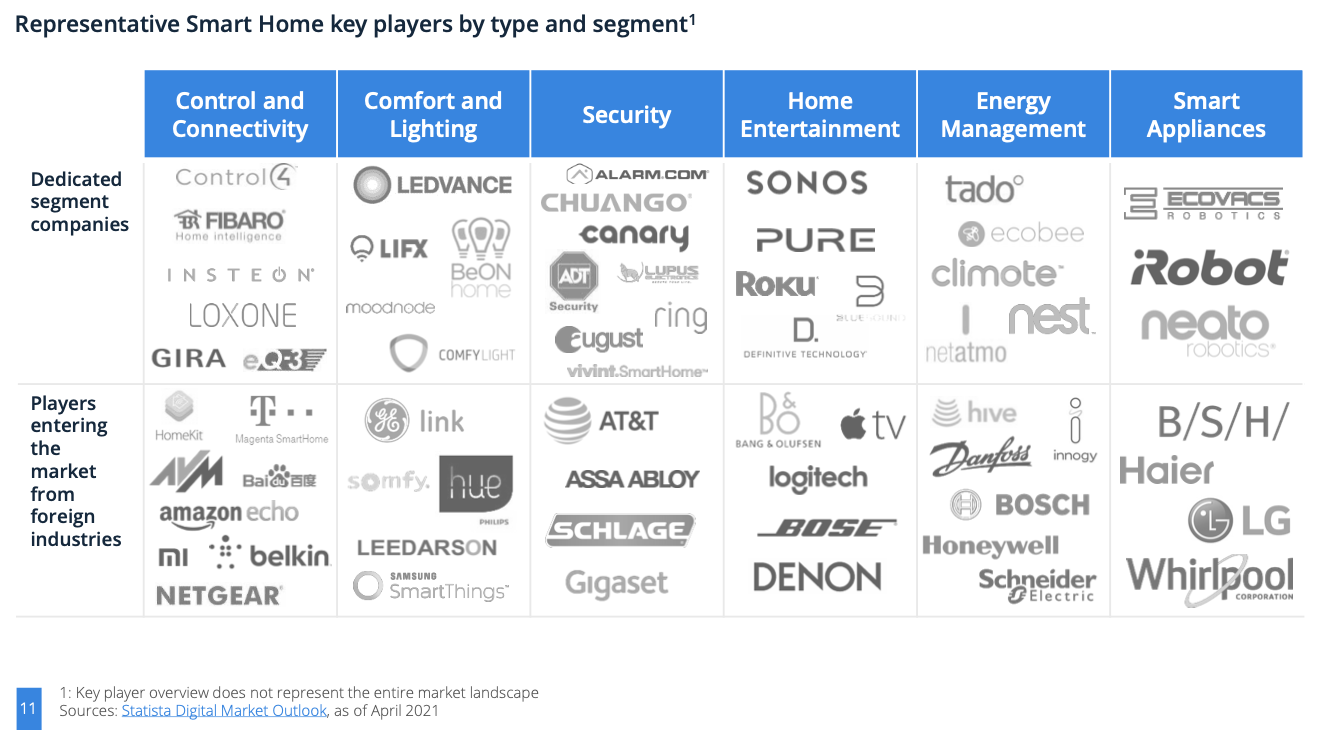 Representative Smart Home key players by type and segment1
Control and
Connectivity
Comfort and
Lighting
Security
Home
Entertainment
Energy
Management
Smart
Appliances
Dedicated
segment
companies
Control4
FIBARO
Home intelligence
INSTEON
LOXONE
GIRA
eQ-3
LEDVANCE
LIFX
BeON
home
moodnode
COMFYLIGHT
ALARM.COM
CHUANGO
canary
ADT
Security
LUPUS
ELECTRONICS
ring
august
vivint.SmartHome
SONOS
PURE
ROKU
B
BLUESOUND
D.
DEFINITIVE TECHNOLOGY
tado°
ecobee
climote
nest
netatmo
ECOVACS
ROBOTICS
iRobot
neato
robotics
Players
entering
the
market
from
foreign
industries
HomeKit
T
Magenta SmartHome
AVM
Bai du 百度
amazon echo
mi
belkin
NETGEAR
GE
link
somfy.
hue
PHILIPS
LEEDARSON
SAMSUNG
SmartThings
AT&T
ASSA ABLOY
SCHLAGE
Gigaset
B&O
BANG & OLUFSEN
tv
logitech
BOSE
DENON
hive
innogy
Danfoss
BOSCH
Honeywell
Schneider
Electric
B/S/H/
Haier
LG
Whirlpool
CORPORATION
1: Key player overview does not represent the entire market landscape
11
Sources: Statista Digital Market Outlook, as of April 2021